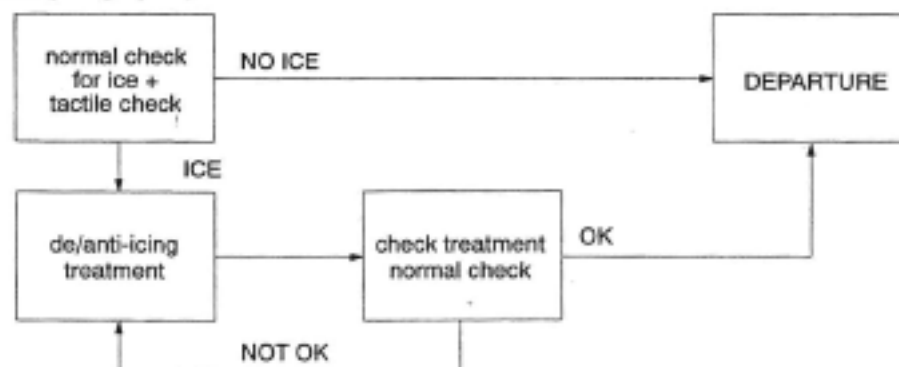 normal check
for ice +
tactile check
NO ICE
DEPARTURE
ICE
de/anti-icing
treatment
check treatment
normal check
OK
NOT OK